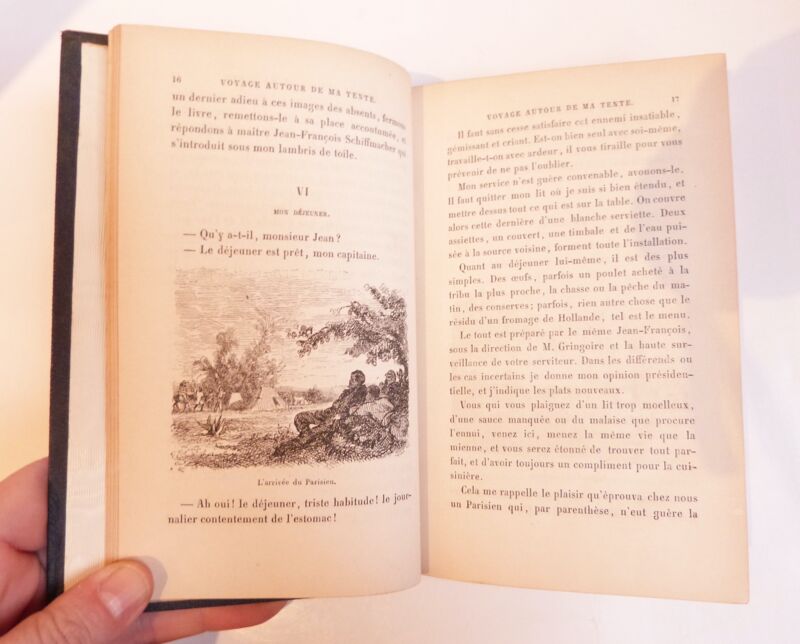 16 VOYAGE AUTOUR DE MA TENTE.
un dernier adieu à ces images des absents, fermons
le livre, remettons-le à sa place accoutumée, et
répondons à maître Jean-François Schiffmacher qui
s'introduit sous mon lambris de toile.
VI
MON DÉJEUNER.
— Qu'y a-t-il, monsieur Jean?
— Le déjeuner est prêt, mon capitaine.
L'arrivée du Parisien.
— Ah oui! le déjeuner, triste habitude! le jour-
nalier contentement de l'estomac!
VOYAGE AUTOUR DE MA TENTE. 17
Il faut sans cesse satisfaire cet ennemi insatiable,
gémissant et criant. Est-on bien seul avec soi-même,
travaille-t-on avec ardeur, il vous tiraille pour vous
prévenir de ne pas l'oublier.
Mon service n'est guère convenable, avouons-le.
Il faut quitter mon lit où je suis si bien étendu, et
mettre dessus tout ce qui est sur la table. On couvre
alors cette dernière d'une blanche serviette. Deux
assiettes, un couvert, une timbale et de l'eau pui-
sée à la source voisine, forment toute l'installation.
Quant au déjeuner lui-même, il est des plus
simples. Des œufs, parfois un poulet acheté à la
tribu la plus proche, la chasse ou la pêche du ma-
tin, des conserves; parfois, rien autre chose que le
résidu d'un fromage de Hollande, tel est le menu.
Le tout est préparé par le même Jean-François,
sous la direction de M. Gringoire et la haute sur-
veillance de votre serviteur. Dans les différends ou
les cas incertains je donne mon opinion présiden-
tielle, et j'indique les plats nouveaux.
Vous qui vous plaignez d'un lit trop moelleux,
d'une sauce manquée ou du malaise que procure
l'ennui, venez ici, menez la même vie que la
mienne, et vous serez étonné de trouver tout par-
fait, et d'avoir toujours un compliment pour la cui-
sinière.
Cela me rappelle le plaisir qu'éprouva chez nous
un Parisien qui, par parenthèse, n'eut guère la